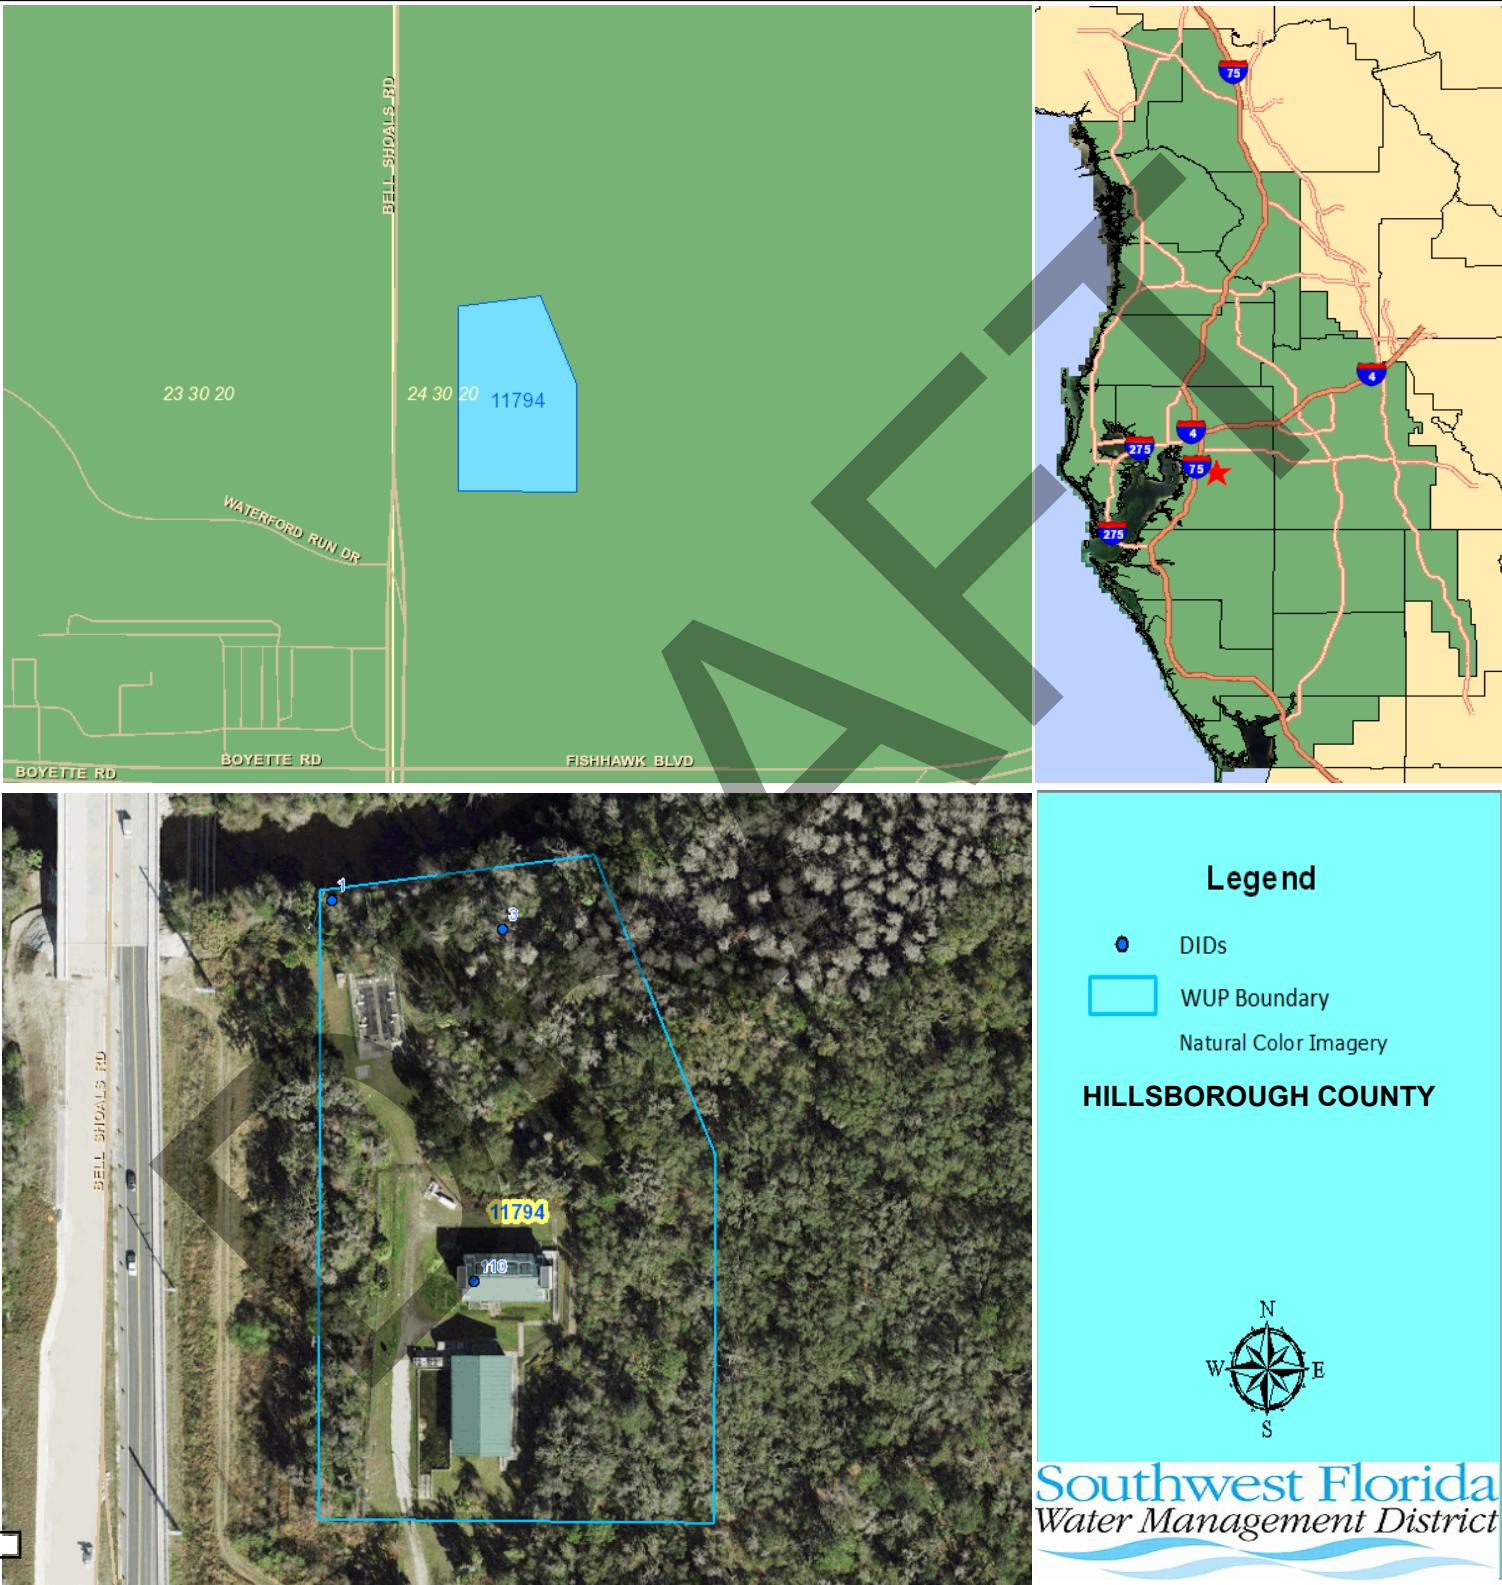 BELL SHOALS RD
23 30 20
24 30 20
11794
WATERFORD RUN DR
BOYETTE RD
BOYETTE RD
FISHHAWK BLVD
75
4
4
275
75
275
DRAFT
1
3
BELL SHOALS RD
11794
110
Legend
DIDs
WUP Boundary
Natural Color Imagery
HILLSBOROUGH COUNTY
N
W E
S
Southwest Florida
Water Management District